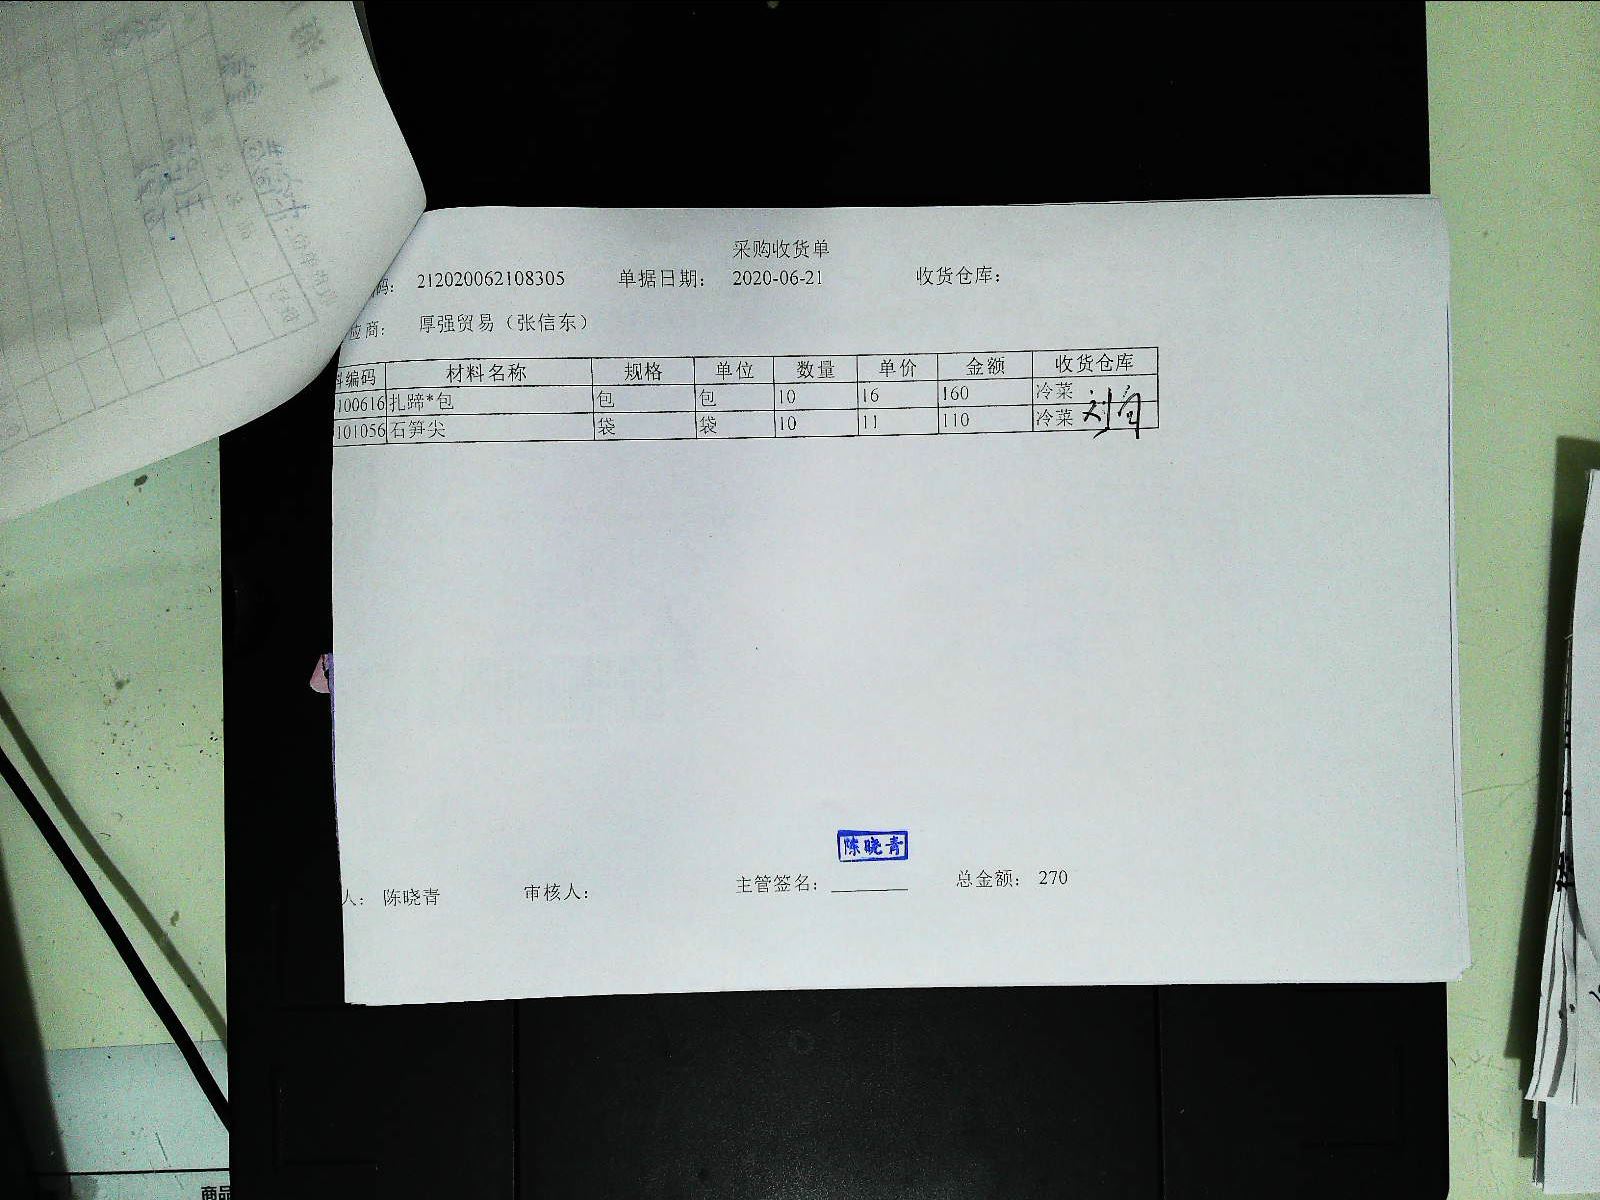 采购收货单
码: 212020062108305 单据日期: 2020-06-21 收货仓库:
应商: 厚强贸易（张信东）
料编码 材料名称 规格 单位 数量 单价 金额 收货仓库
100616 扎蹄*包 包 包 10 16 160 冷菜
101056 石笋尖 袋 袋 10 11 110 冷菜
陈晓青
人: 陈晓青 审核人: 主管签名: 总金额: 270
商品